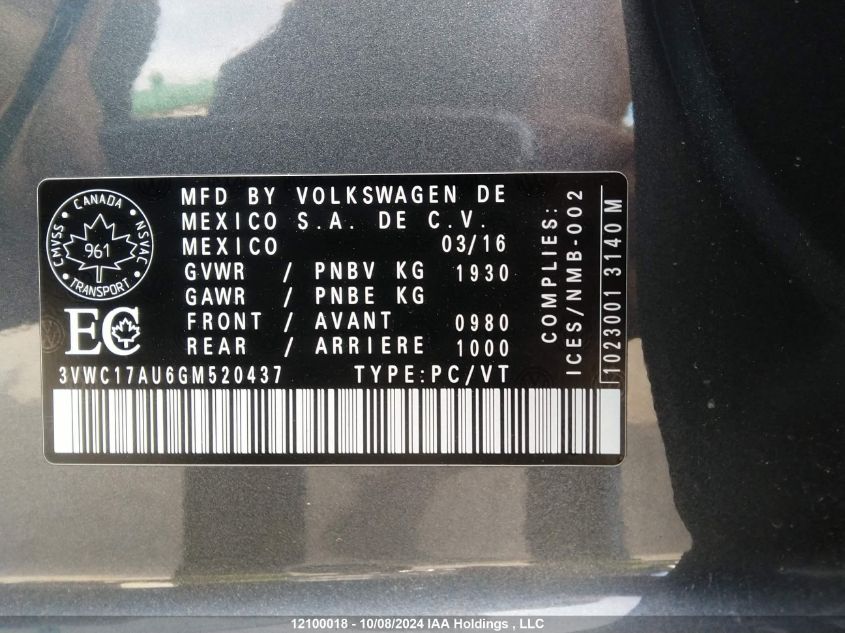 CANADA
CMVSS
NSVAC
961
TRANSPORT
EC
MFD BY VOLKSWAGEN DE
MEXICO S.A. DE C.V.
MEXICO 03/16
GVWR / PNBV KG 1930
GAWR / PNBE KG
FRONT / AVANT 0980
REAR / ARRIERE 1000
3VWC17AU6GM520437 TYPE:PC/VT
COMPLIES:
ICES/NMB-002
1023001 3140 M
12100018 - 10/08/2024 IAA Holdings , LLC